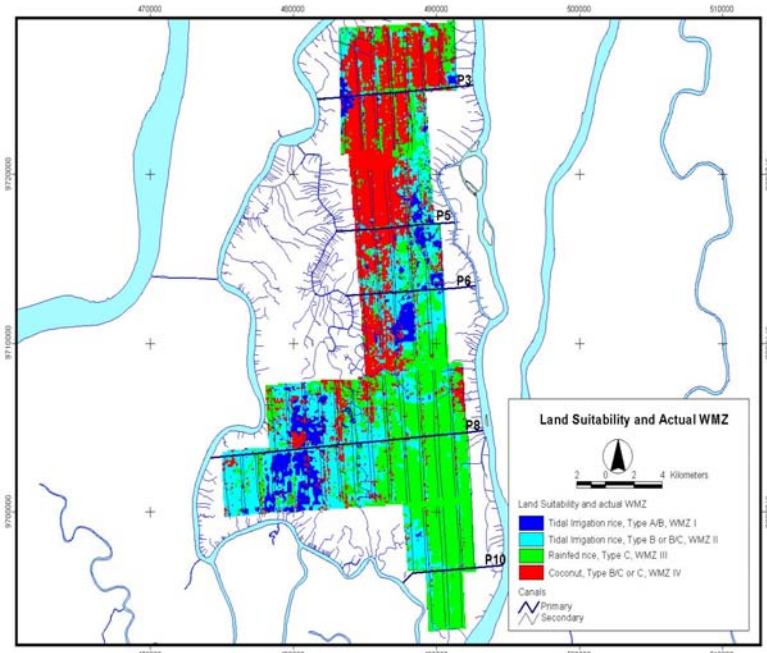 470000 480000 490000 500000 510000
P3
9720000
P5
P6
9710000
P8
9700000
P10
Land Suitability and Actual WMZ
2 0 2 4 Kilometers
Land Suitability and actual WMZ
Tidal Irrigation rice, Type A/B, WMZ I
Tidal Irrigation rice, Type B or B/C, WMZ II
Rainfed rice, Type C, WMZ III
Coconut, Type B/C or C, WMZ IV
Canals
Primary
Secondary
470000